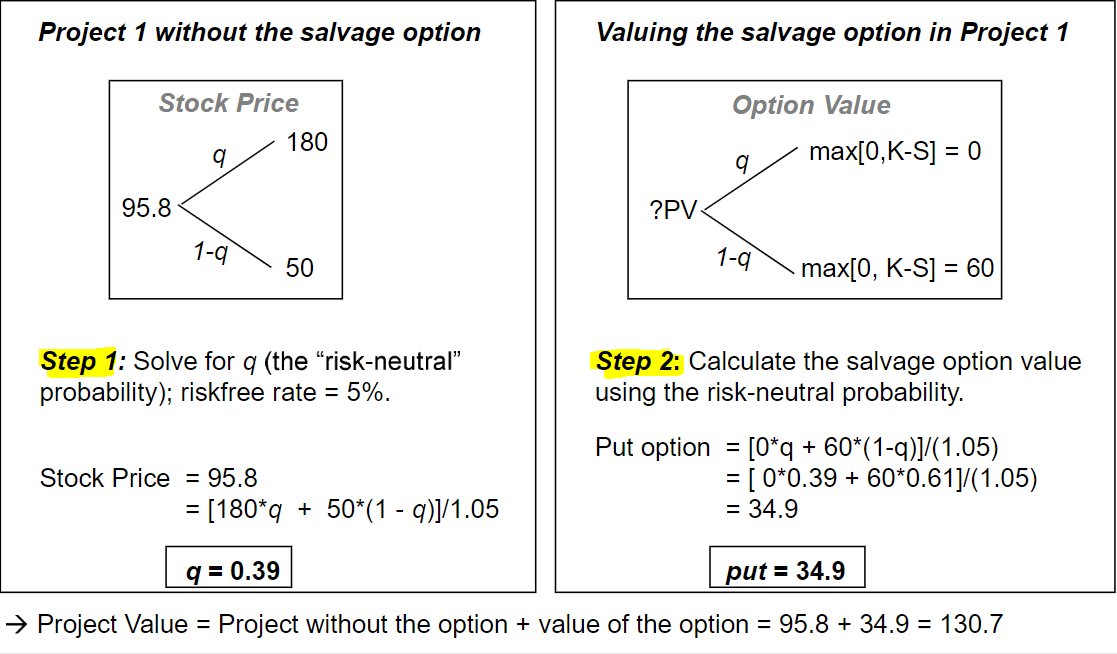 Project 1 without the salvage option
Stock Price
q
180
95.8
1-q
50
Step 1: Solve for q (the “risk-neutral”
probability); riskfree rate = 5%.
Stock Price = 95.8
= [180*q + 50*(1 - q)]/1.05
q = 0.39
Valuing the salvage option in Project 1
Option Value
q
max[0,K-S] = 0
?PV
1-q
max[0, K-S] = 60
Step 2: Calculate the salvage option value
using the risk-neutral probability.
Put option = [0*q + 60*(1-q)]/(1.05)
= [ 0*0.39 + 60*0.61]/(1.05)
= 34.9
put = 34.9
→ Project Value = Project without the option + value of the option = 95.8 + 34.9 = 130.7